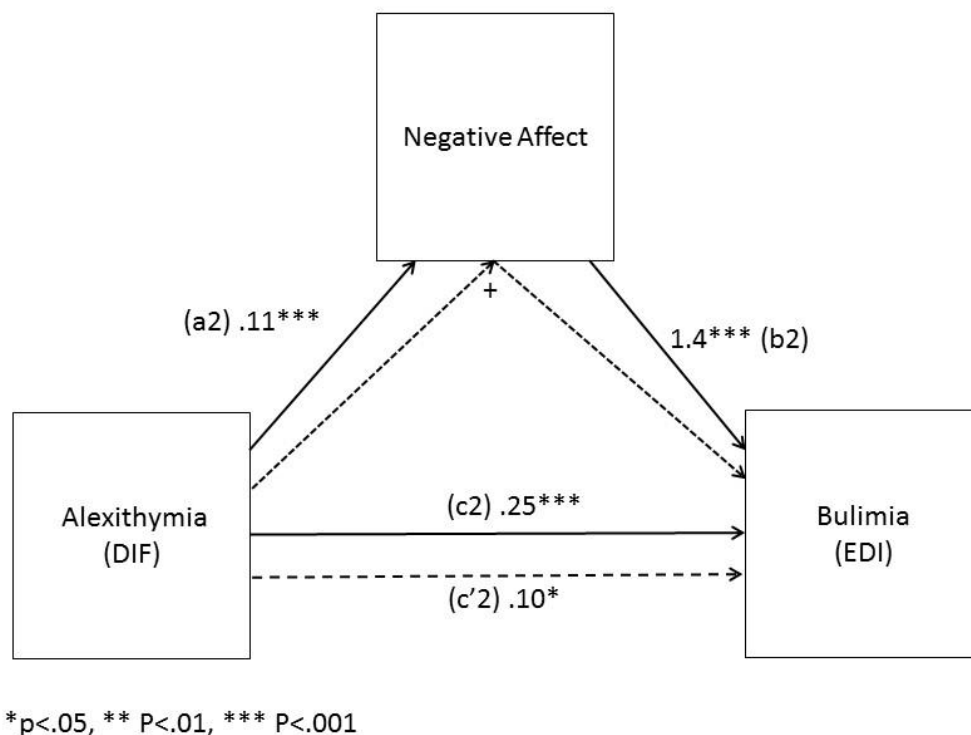 Negative Affect
+
(a2) .11***
1.4*** (b2)
Alexithymia
(DIF)
(c2) .25***
(c'2) .10*
Bulimia
(EDI)
*p<.05, ** P<.01, *** P<.001